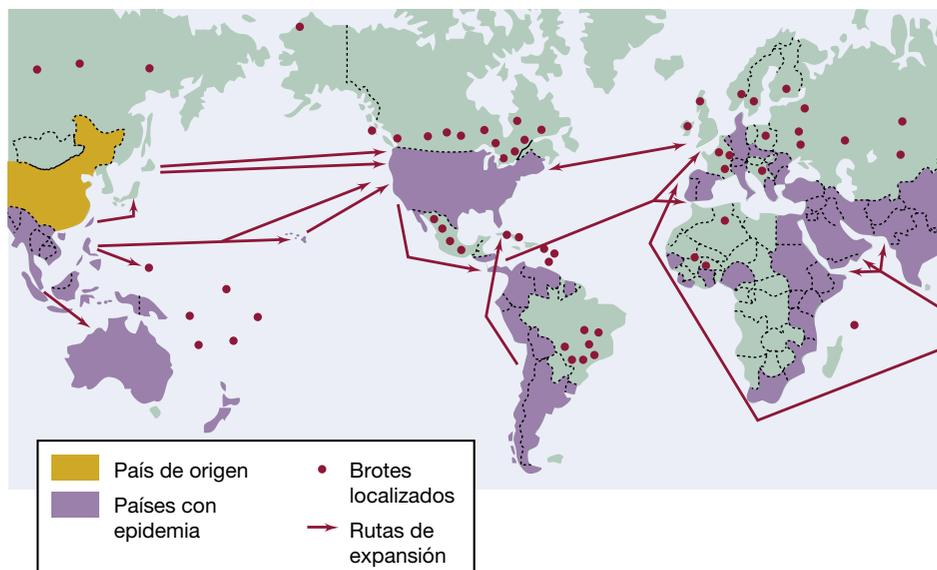 País de origen
Países con
epidemia
Brotes
localizados
Rutas de
expansión